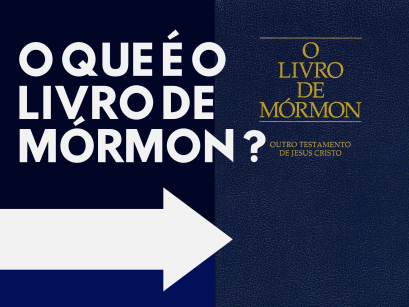 O QUE É O
LIVRO DE
MÓRMON ?
O
LIVRO
DE
MÓRMON
OUTRO TESTAMENTO
DE JESUS CRISTO